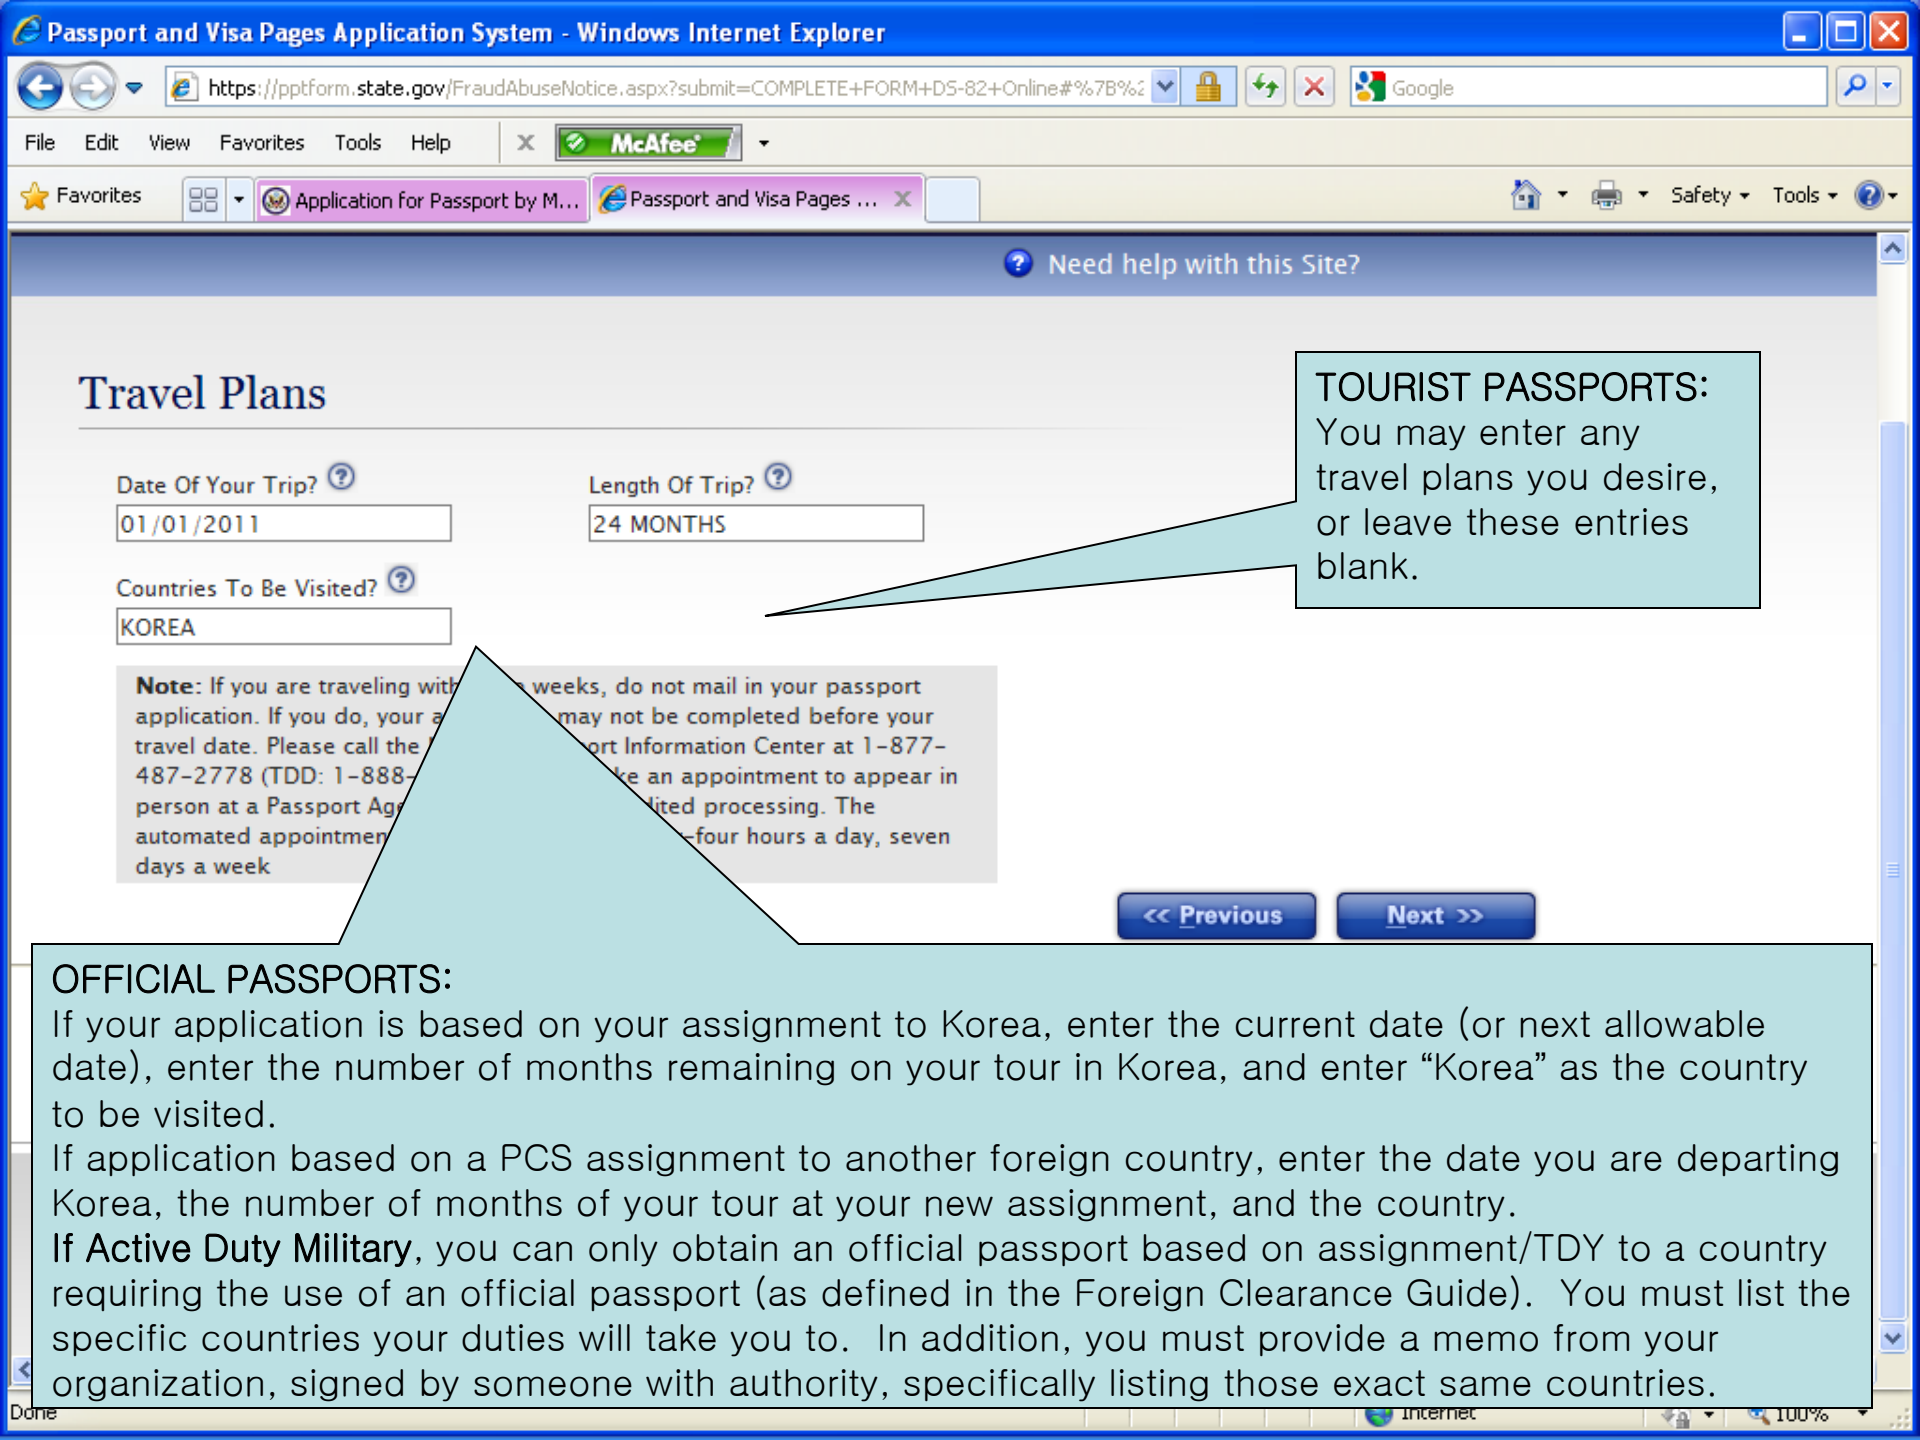 Passport and Visa Pages Application System - Windows Internet Explorer
https://pptform.state.gov/FraudAbuseNotice.aspx?submit=COMPLETE+FORM+DS-82+Online#%7B%2
Google
File Edit View Favorites Tools Help X McAfee
Favorites Application for Passport by M... Passport and Visa Pages ... Safety Tools
Need help with this Site?
Travel Plans
Date Of Your Trip? Length Of Trip?
01/01/2011 24 MONTHS
Countries To Be Visited?
KOREA
TOURIST PASSPORTS:
You may enter any
travel plans you desire,
or leave these entries
blank.
Note: If you are traveling weeks, do not mail in your passport
application. If you do, your may not be completed before your
travel date. Please call the Information Center at 1-877-
487-2778 (TDD: 1-888- an appointment to appear in
person at a Passport processing. The
automated -four hours a day, seven
days a week
<< Previous Next >>
OFFICIAL PASSPORTS:
If your application is based on your assignment to Korea, enter the current date (or next allowable
date), enter the number of months remaining on your tour in Korea, and enter “Korea” as the country
to be visited.
If application based on a PCS assignment to another foreign country, enter the date you are departing
Korea, the number of months of your tour at your new assignment, and the country.
If Active Duty Military, you can only obtain an official passport based on assignment/TDY to a country
requiring the use of an official passport (as defined in the Foreign Clearance Guide). You must list the
specific countries your duties will take you to. In addition, you must provide a memo from your
organization, signed by someone with authority, specifically listing those exact same countries.
Done Internet 100%